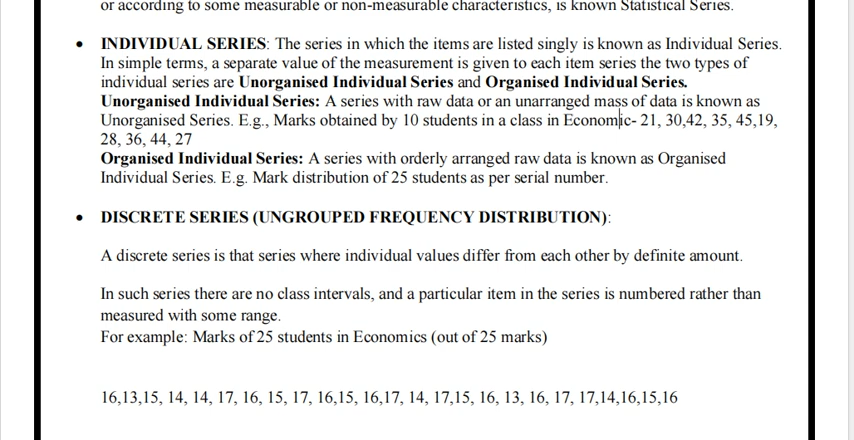 or according to some measurable or non-measurable characteristics, is known Statistical Series.
• INDIVIDUAL SERIES: The series in which the items are listed singly is known as Individual Series.
In simple terms, a separate value of the measurement is given to each item series the two types of
individual series are Unorganised Individual Series and Organised Individual Series.
Unorganised Individual Series: A series with raw data or an unarranged mass of data is known as
Unorganised Series. E.g., Marks obtained by 10 students in a class in Economic- 21, 30,42, 35, 45,19,
28, 36, 44, 27
Organised Individual Series: A series with orderly arranged raw data is known as Organised
Individual Series. E.g. Mark distribution of 25 students as per serial number.
• DISCRETE SERIES (UNGROUPED FREQUENCY DISTRIBUTION):
A discrete series is that series where individual values differ from each other by definite amount.
In such series there are no class intervals, and a particular item in the series is numbered rather than
measured with some range.
For example: Marks of 25 students in Economics (out of 25 marks)
16,13,15, 14, 14, 17, 16, 15, 17, 16,15, 16,17, 14, 17,15, 16, 13, 16, 17, 17,14,16,15,16